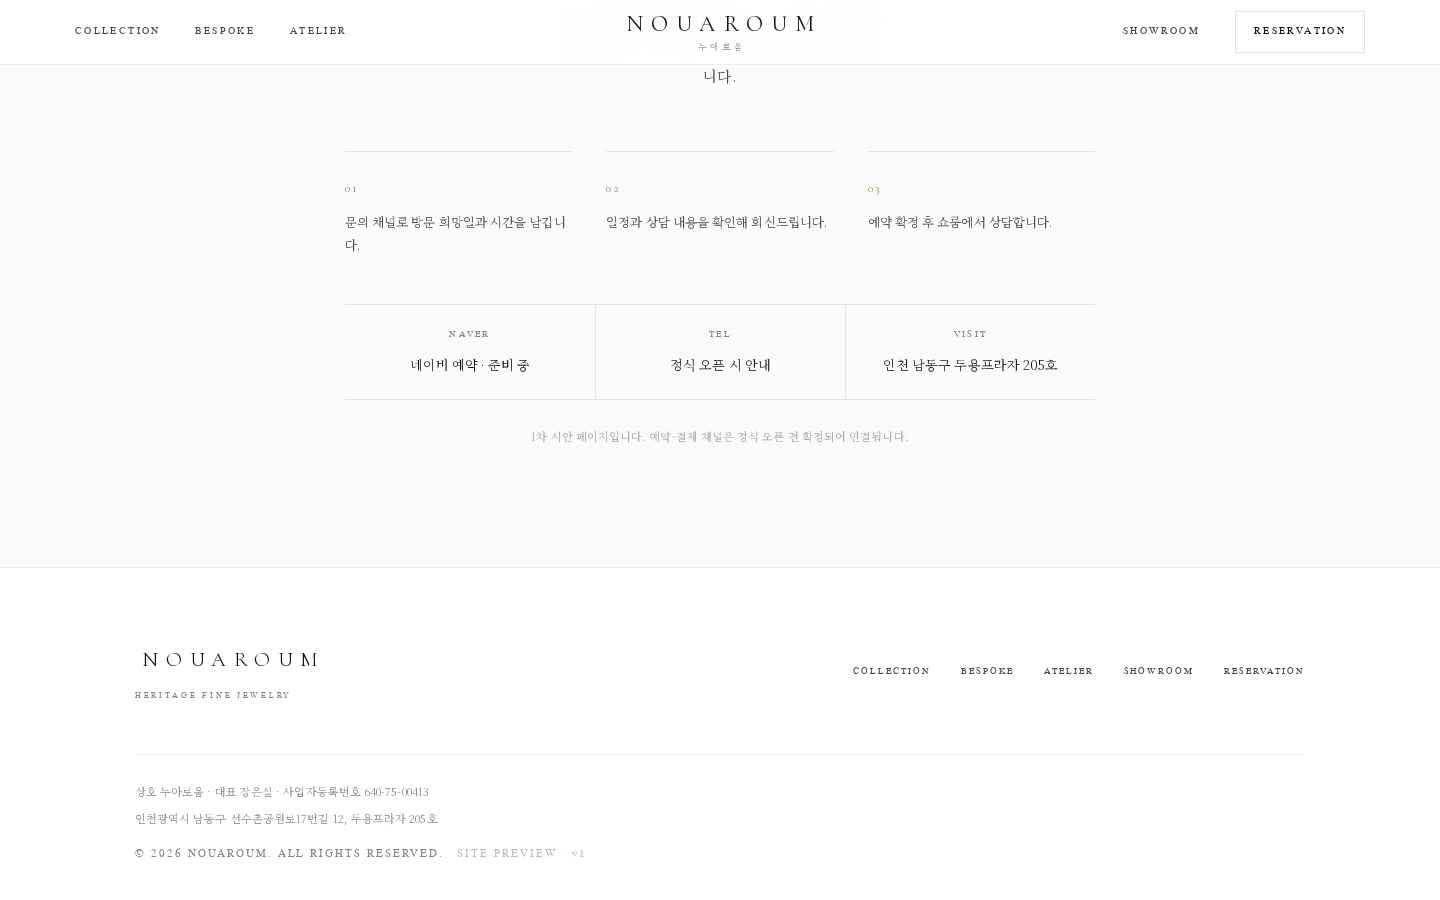 COLLECTION BESPOKE ATELIER NOUAROUM SHOWROOM RESERVATION
누아로움
니다.
01 02 03
문의 채널로 방문 희망일과 시간을 남깁니 일정과 상담 내용을 확인해 회신드립니다. 예약 확정 후 쇼룸에서 상담합니다.
다.
NAVER TEL VISIT
네이버 예약 · 준비 중 정식 오픈 시 안내 인천 남동구 두용프라자 205호
1차 시안 페이지입니다. 예약·결제 채널은 정식 오픈 전 확정되어 연결됩니다.
NOUAROUM
COLLECTION BESPOKE ATELIER SHOWROOM RESERVATION
HERITAGE FINE JEWELRY
상호 누아로움 · 대표 장은실 · 사업자등록번호 640-75-00413
인천광역시 남동구 선수촌공원로17번길 12, 두용프라자 205호
© 2026 NOUAROUM. ALL RIGHTS RESERVED. SITE PREVIEW · v1